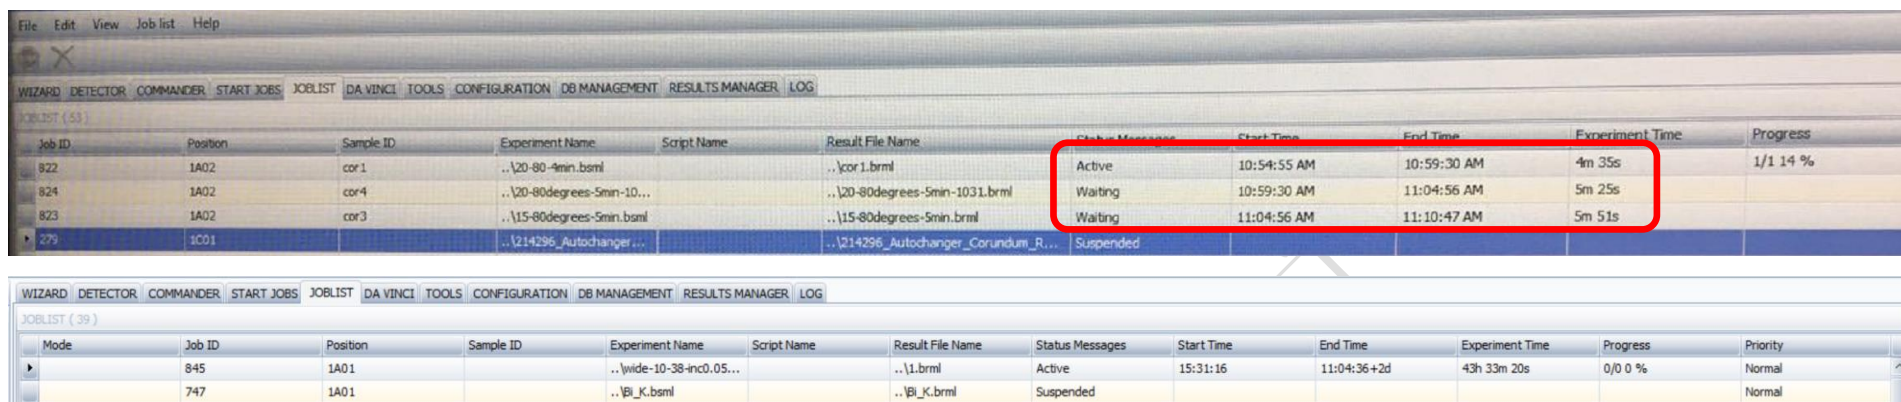 File Edit View Job list Help
WIZARD DETECTOR COMMANDER START JOBS JOBLIST DA VINCI TOOLS CONFIGURATION DB MANAGEMENT RESULTS MANAGER LOG
JOBLIST ( 53 )
Job ID Position Sample ID Experiment Name Script Name Result File Name Status Messages Start Time End Time Experiment Time Progress
822 1A02 cor1 ..\20-80-4min.bsml ..\cor1.brml Active 10:54:55 AM 10:59:30 AM 4m 35s 1/1 14 %
824 1A02 cor4 ..\20-80degrees-5min-10... ..\20-80degrees-5min-1031.brml Waiting 10:59:30 AM 11:04:56 AM 5m 25s
823 1A02 cor3 ..\15-80degrees-5min.bsml ..\15-80degrees-5min.brml Waiting 11:04:56 AM 11:10:47 AM 5m 51s
279 1C01 ..\214296_Autochanger... ..\214296_Autochanger_Corundum_R... Suspended
WIZARD DETECTOR COMMANDER START JOBS JOBLIST DA VINCI TOOLS CONFIGURATION DB MANAGEMENT RESULTS MANAGER LOG
JOBLIST ( 39 )
Mode Job ID Position Sample ID Experiment Name Script Name Result File Name Status Messages Start Time End Time Experiment Time Progress Priority
845 1A01 ..\wide-10-38-inc0.05... ..\1.brml Active 15:31:16 11:04:36+2d 43h 33m 20s 0/0 0 % Normal
747 1A01 ..\Bi_K.bsml ..\Bi_K.brml Suspended Normal